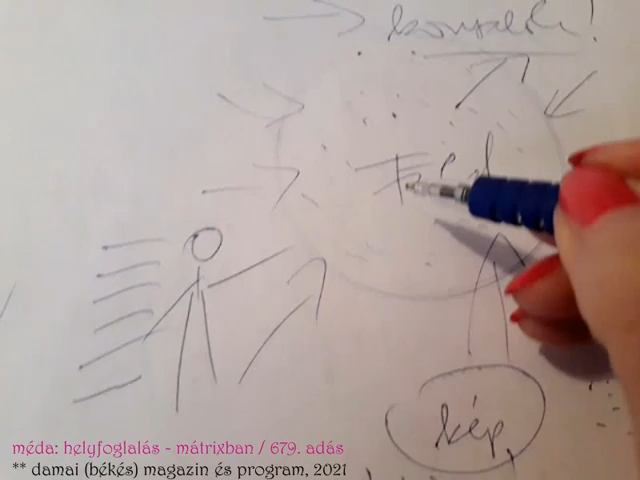 kép
méda: helyfoglalás - mátrixban / 679. adás
** damai (békés) magazin és program, 2021